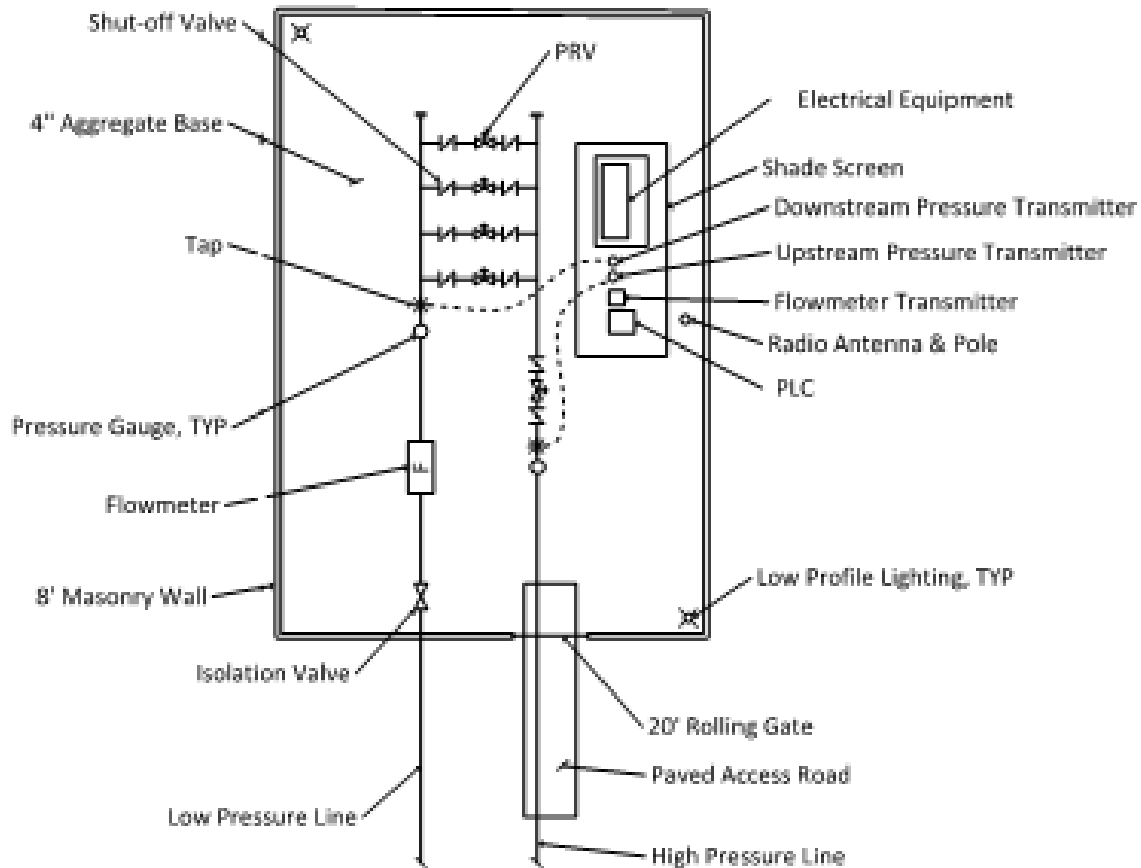 Shut-off Valve
PRV
Electrical Equipment
4" Aggregate Base
Shade Screen
Downstream Pressure Transmitter
Tap
Upstream Pressure Transmitter
Flowmeter Transmitter
Radio Antenna & Pole
PLC
Pressure Gauge, TYP
F
Flowmeter
8' Masonry Wall
Low Profile Lighting, TYP
Isolation Valve
20' Rolling Gate
Paved Access Road
Low Pressure Line
High Pressure Line